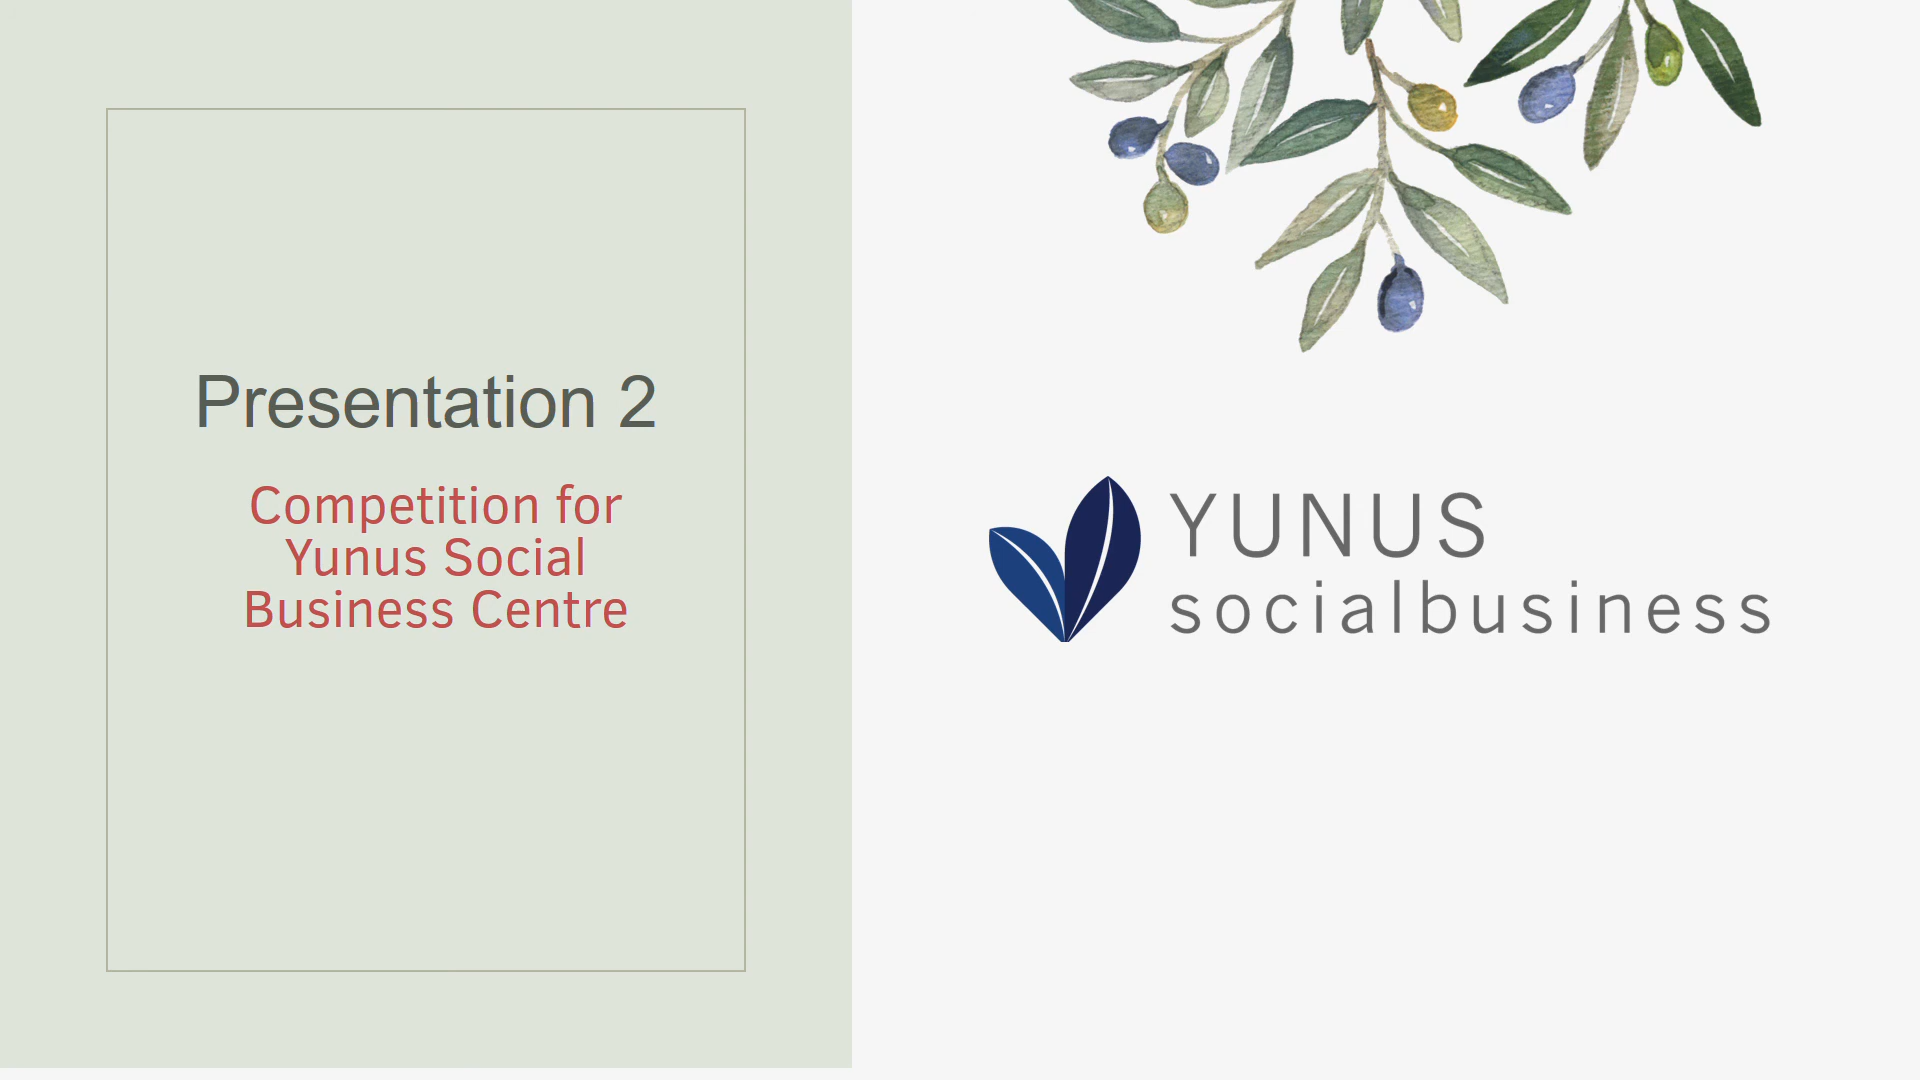 Presentation 2
Competition for
Yunus Social
Business Centre
YUNUS
socialbusiness